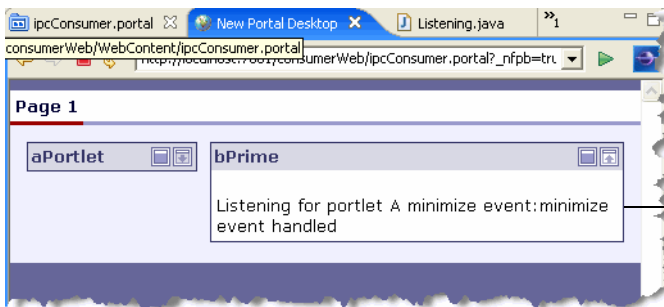 ipcConsumer.portal New Portal Desktop Listening.java »1
consumerWeb/WebContent/ipcConsumer.portal
http://localhost:7001/consumerWeb/ipcConsumer.portal?_nfpb=tru
Page 1
aPortlet bPrime
Listening for portlet A minimize event:minimize
event handled